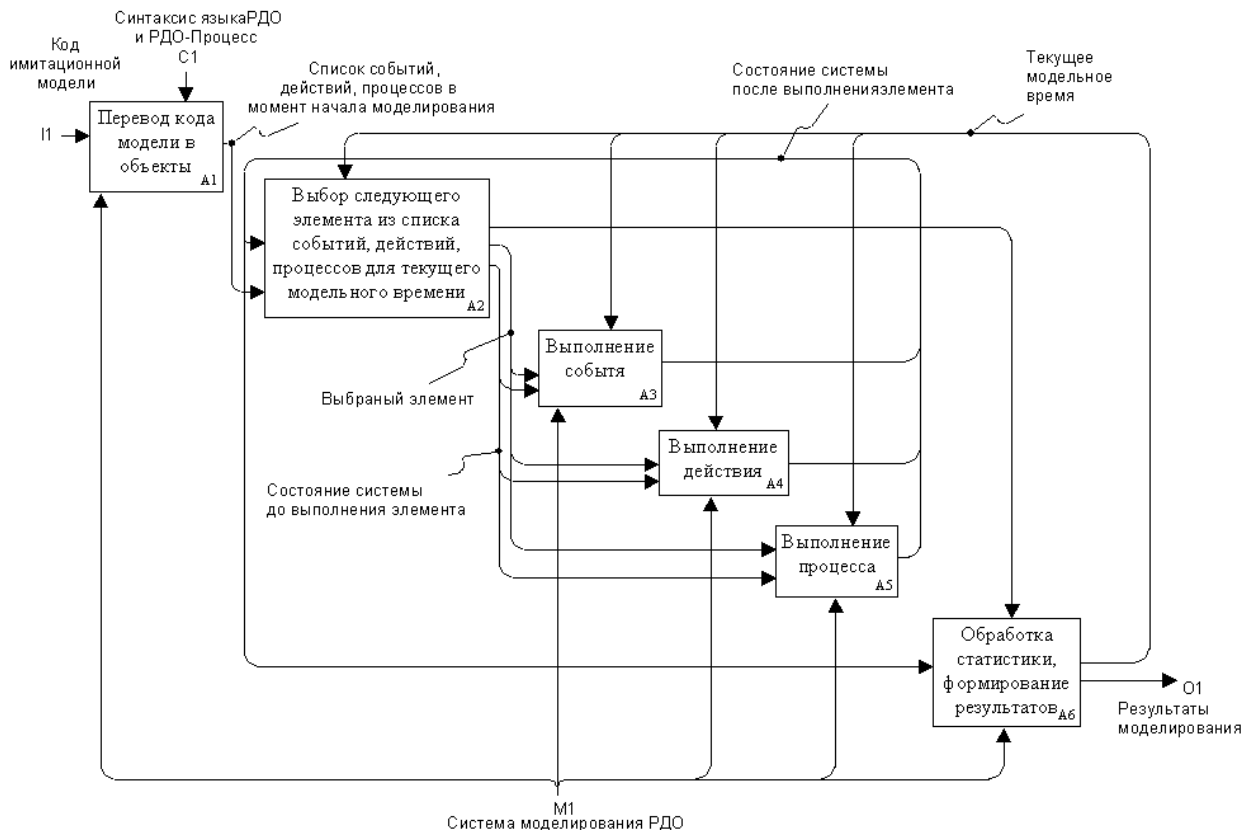 Синтаксис языкаРДО
и РДО-Процесс
C1
Код
имитационной
модели
I1
Перевод кода
модели в
объекты
A1
Список событий,
действий, процессов в
момент начала моделирования
Состояние системы
после выполненияэлемента
Текущее
модельное
время
Выбор следующего
элемента из списка
событий, действий,
процессов для текущего
модельного времени
A2
Выполнение
событя
A3
Выбраный элемент
Выполнение
действия
A4
Состояние системы
до выполнения элемента
Выполнение
процесса
A5
Обработка
статистики,
формирование
результатов
A6
O1
Результаты
моделирования
M1
Система моделирования РДО